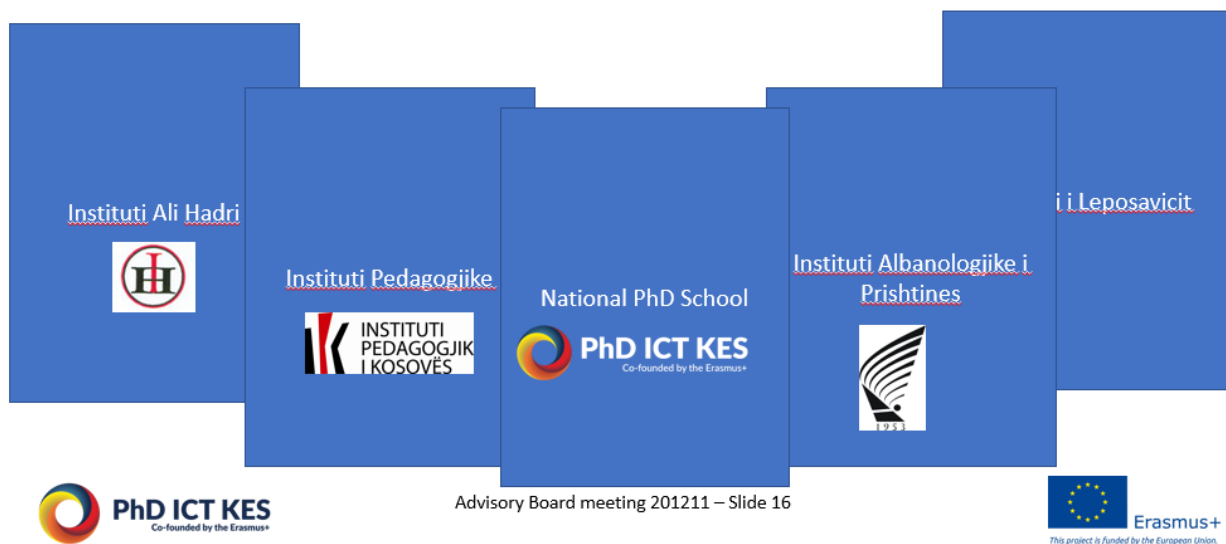 Instituti Ali Hadri
IH
Instituti Pedagogjike
INSTITUTI
PEDAGOGJIK
I KOSOVËS
National PhD School
PhD ICT KES
Co-founded by the Erasmus+
Instituti Albanologjike i
Prishtines
1953
i i Leposavicit
PhD ICT KES
Co-founded by the Erasmus+
Advisory Board meeting 201211 – Slide 16
Erasmus+
This project is funded by the European Union.